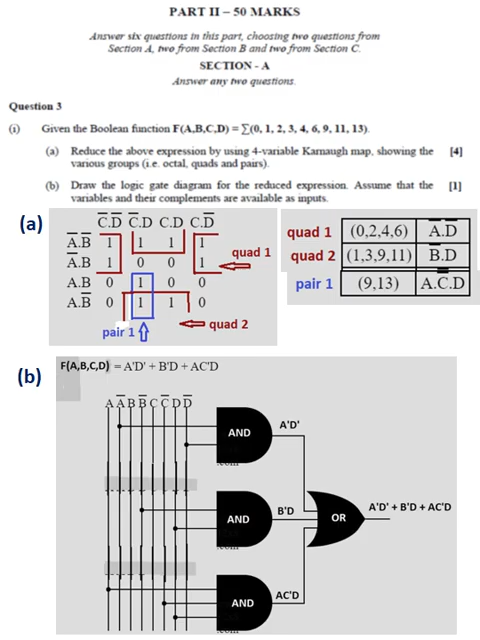 PART II – 50 MARKS
Answer six questions in this part, choosing two questions from
Section A, two from Section B and two from Section C.
SECTION - A
Answer any two questions.
Question 3
(i) Given the Boolean function F(A,B,C,D) = ∑(0, 1, 2, 3, 4, 6, 9, 11, 13).
(a) Reduce the above expression by using 4-variable Karnaugh map, showing the [4]
various groups (i.e. octal, quads and pairs).
(b) Draw the logic gate diagram for the reduced expression. Assume that the [1]
variables and their complements are available as inputs.
(a)
C̅.D̅ C̅.D C.D C.D̅
A̅.B̅ 1 1 1 1
A̅.B 1 0 0 1
quad 1
A.B 0 1 0 0
A.B̅ 0 1 1 0
pair 1
quad 2
quad 1 (0,2,4,6) A̅.D̅
quad 2 (1,3,9,11) B̅.D
pair 1 (9,13) A.C̅.D
(b)
F(A,B,C,D) = A'D' + B'D + AC'D
A A̅ B B̅ C C̅ D D̅
AND
A'D'
.com
AND
B'D
OR
A'D' + B'D + AC'D
.com
AND
AC'D
.com